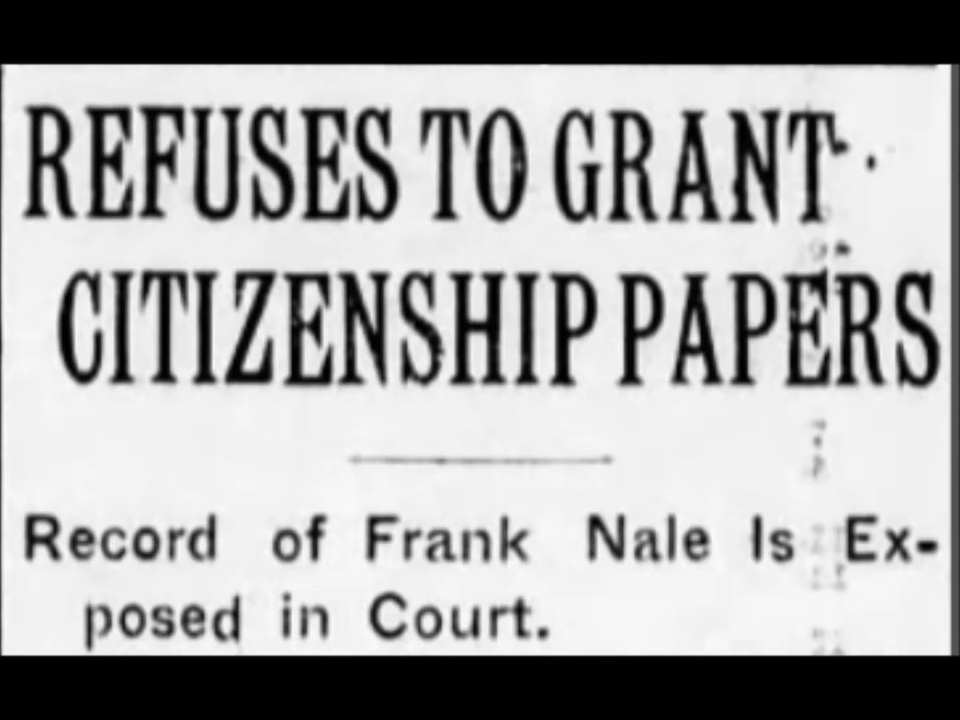 REFUSES TO GRANT
CITIZENSHIP PAPERS
Record of Frank Nale Is Ex-
posed in Court.